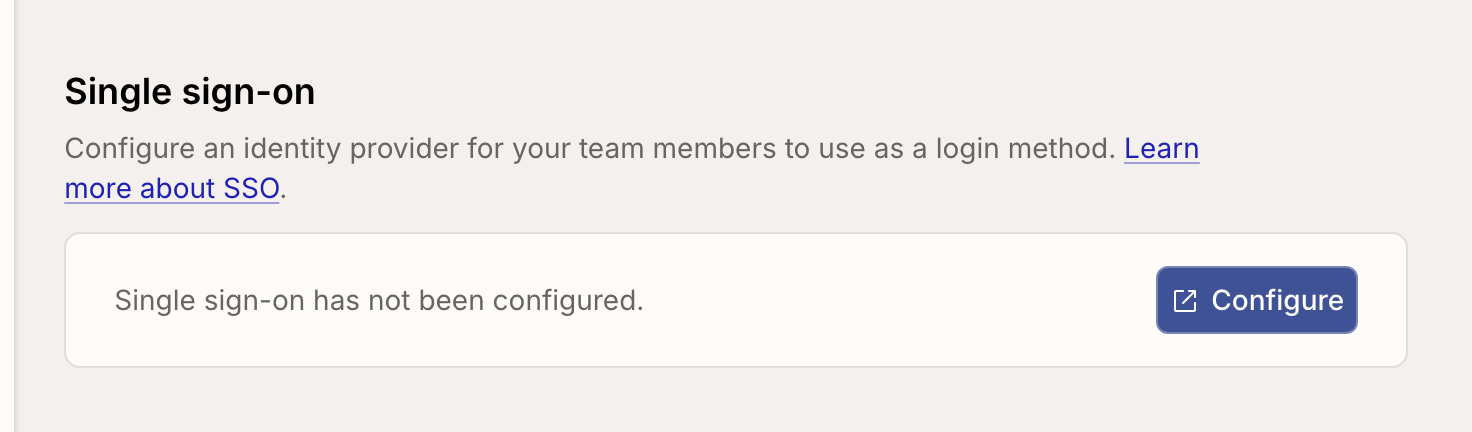 Single sign-on
Configure an identity provider for your team members to use as a login method. Learn
more about SSO.
Single sign-on has not been configured.
Configure